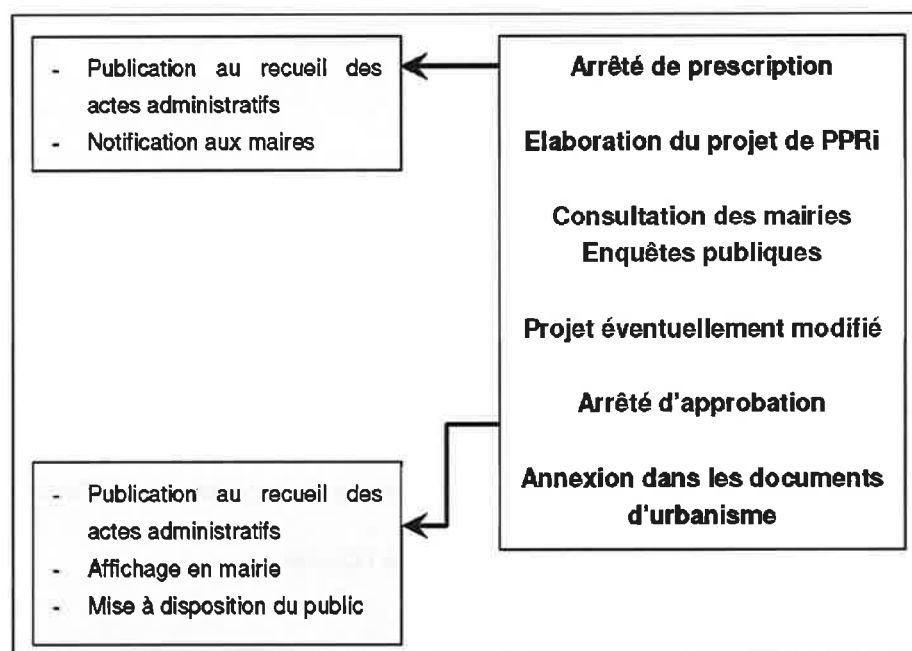 - Publication au recueil des
actes administratifs
- Notification aux maires
Arrêté de prescription
Elaboration du projet de PPRi
Consultation des mairies
Enquêtes publiques
Projet éventuellement modifié
Arrêté d'approbation
Annexion dans les documents
d'urbanisme
- Publication au recueil des
actes administratifs
- Affichage en mairie
- Mise à disposition du public